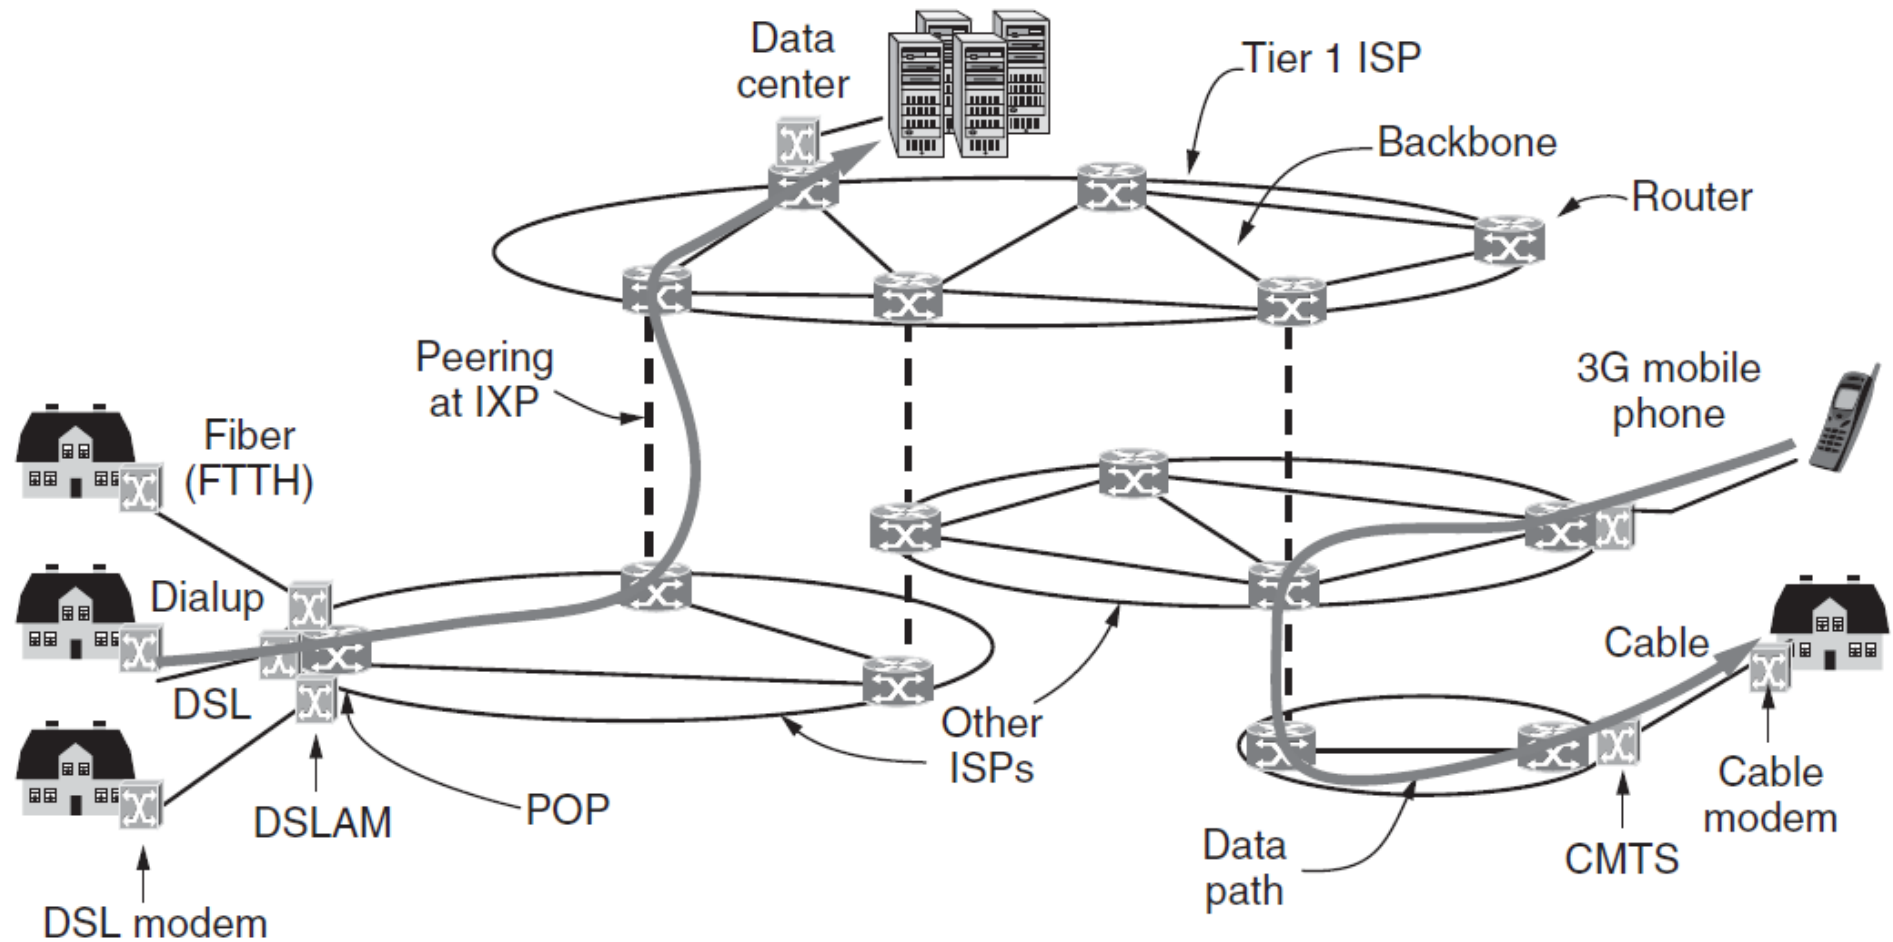 Data
center
Tier 1 ISP
Backbone
Router
Peering
at IXP
3G mobile
phone
Fiber
(FTTH)
Dialup
DSL
Other
ISPs
Cable
DSLAM
POP
Data
path
Cable
modem
CMTS
DSL modem